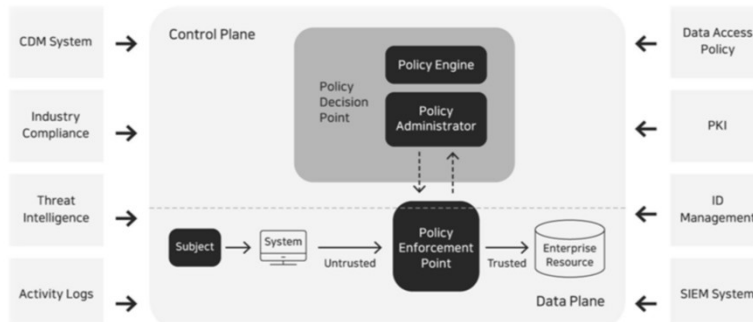 CDM System
Industry
Compliance
Threat
Intelligence
Activity Logs
Control Plane
Policy
Decision
Point
Policy Engine
Policy
Administrator
Subject
System
Untrusted
Policy
Enforcement
Point
Trusted
Enterprise
Resource
Data Plane
Data Access
Policy
PKI
ID
Management
SIEM System